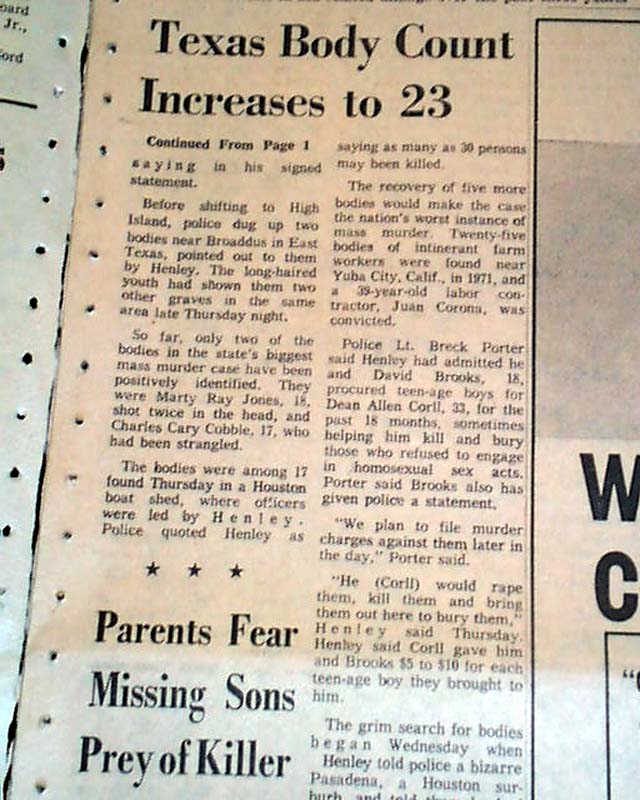 oard
Jr.,
ord
Texas Body Count
Increases to 23
Continued From Page 1
saying in his signed
statement.
Before shifting to High
Island, police dug up two
bodies near Broaddus in East
Texas, pointed out to them
by Henley. The long-haired
youth had shown them two
other graves in the same
area late Thursday night.
So far, only two of the
bodies in the state's biggest
mass murder case have been
positively identified. They
were Marty Ray Jones, 18,
shot twice in the head, and
Charles Cary Cobble, 17, who
had been strangled.
The bodies were among 17
found Thursday in a Houston
boat shed, where officers
were led by Henley.
Police quoted Henley as
saying as many as 30 persons
may been killed.
The recovery of five more
bodies would make the case
the nation's worst instance of
mass murder. Twenty-five
bodies of intinerant farm
workers were found near
Yuba City, Calif., in 1971, and
a 39-year-old labor con-
tractor, Juan Corona, was
convicted.
Police Lt. Breck Porter
said Henley had admitted he
and David Brooks, 18,
procured teen-age boys for
Dean Allen Corll, 33, for the
past 18 months, sometimes
helping him kill and bury
those who refused to engage
in homosexual sex acts.
Porter said Brooks also has
given police a statement.
"We plan to file murder
charges against them later in
the day," Porter said.
"He (Corll) would rape
them, kill them and bring
them out here to bury them,"
Henley said Thursday.
Henley said Corll gave him
and Brooks $5 to $10 for each
teen-age boy they brought to
him.
The grim search for bodies
began Wednesday when
Henley told police a bizarre
Pasadena, a Houston sur-
burb, and told
★ ★ ★
Parents Fear
Missing Sons
Prey of Killer
W
C